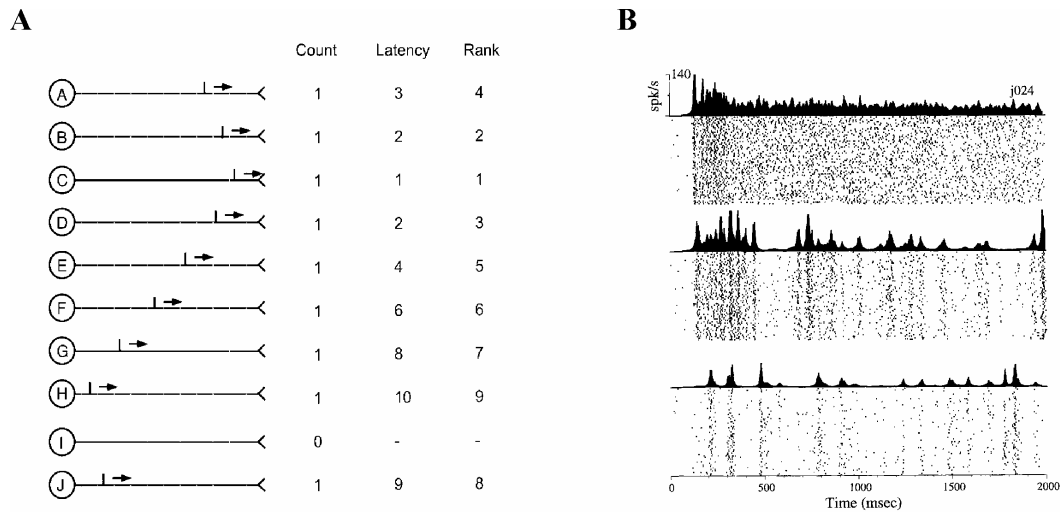 A
Count Latency Rank
A 1 3 4
B 1 2 2
C 1 1 1
D 1 2 3
E 1 4 5
F 1 6 6
G 1 8 7
H 1 10 9
I 0 - -
J 1 9 8
B
140
spk/s
j024
0 500 1000 1500 2000
Time (msec)